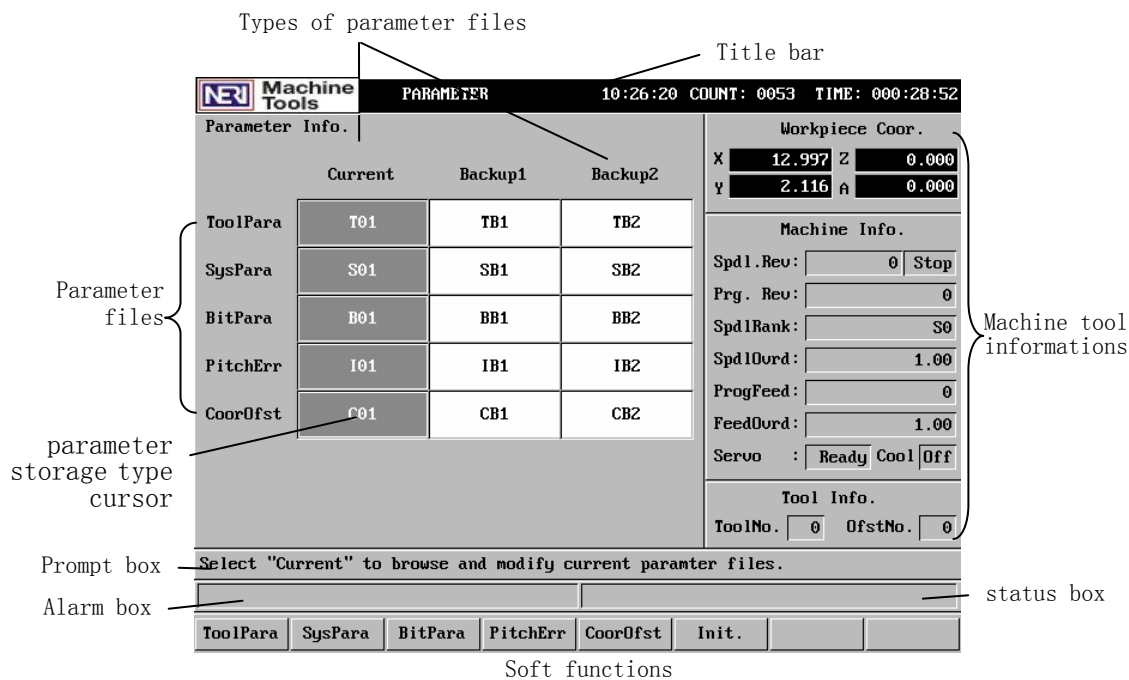 Types of parameter files
Title bar
NERI Machine Tools
PARAMETER 10:26:20 COUNT: 0053 TIME: 000:28:52
Parameter Info.
Current Backup1 Backup2
ToolPara T01 TB1 TB2
SysPara S01 SB1 SB2
BitPara B01 BB1 BB2
PitchErr I01 IB1 IB2
CoorOfst C01 CB1 CB2
Workpiece Coor.
X 12.997 Z 0.000
Y 2.116 A 0.000
Machine Info.
Spdl.Rev: 0 Stop
Prg. Rev: 0
SpdlRank: S0
SpdlOvrd: 1.00
ProgFeed: 0
FeedOvrd: 1.00
Servo : Ready Cool Off
Tool Info.
ToolNo. 0 OfstNo. 0
Parameter
files
parameter
storage type
cursor
Machine tool
informations
Prompt box
Select "Current" to browse and modify current paramter files.
Alarm box
status box
ToolPara SysPara BitPara PitchErr CoorOfst Init.
Soft functions